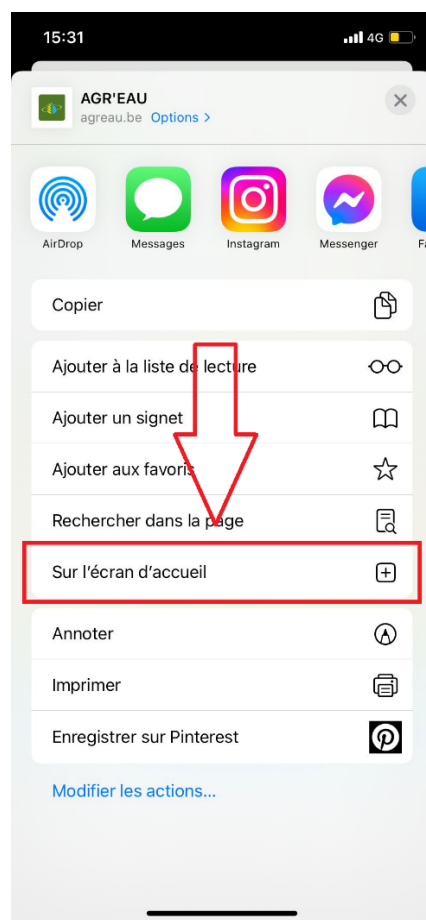 15:31
4G
AGR'EAU
agreau.be Options >
AirDrop
Messages
Instagram
Messenger
Fa
Copier
Ajouter à la liste de lecture
Ajouter un signet
Ajouter aux favoris
Rechercher dans la page
Sur l'écran d'accueil
Annoter
Imprimer
Enregistrer sur Pinterest
Modifier les actions...